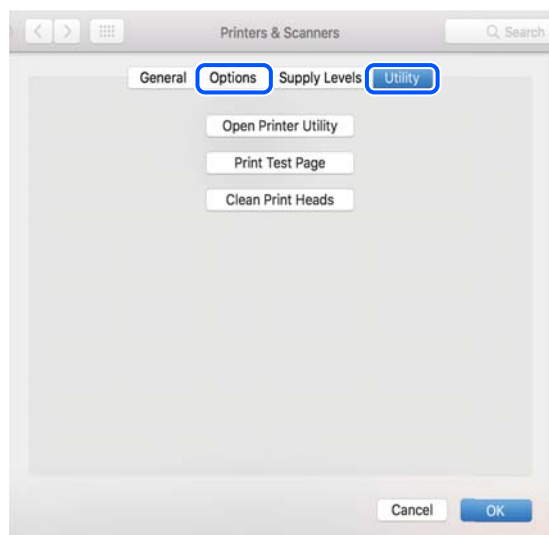 Printers & Scanners
Search
General Options Supply Levels Utility
Open Printer Utility
Print Test Page
Clean Print Heads
Cancel OK